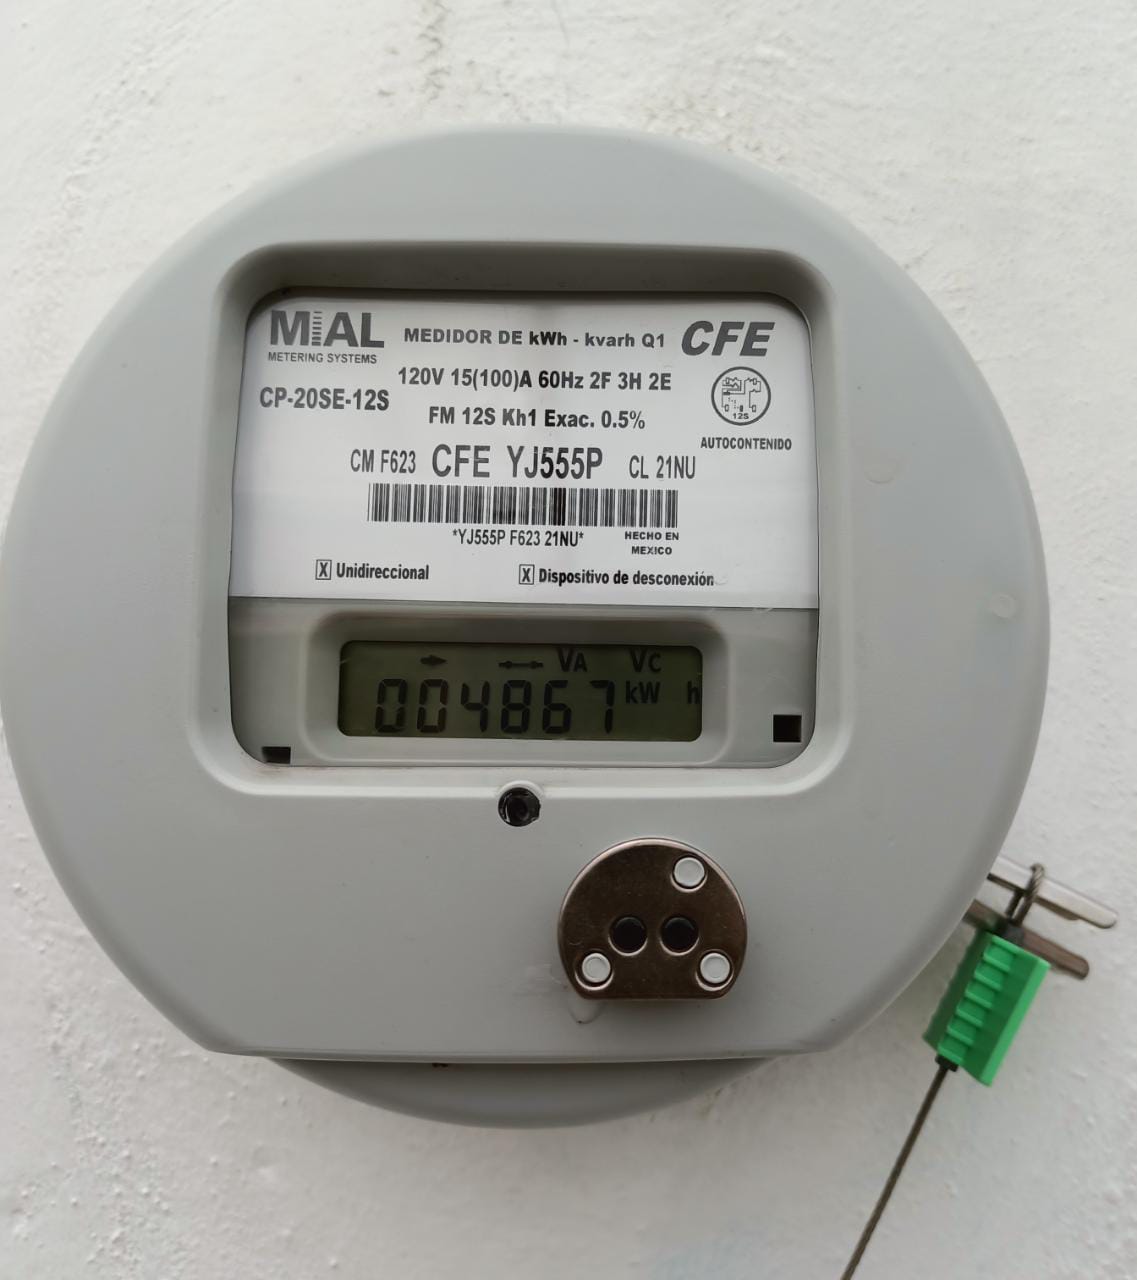 MIAL
METERING SYSTEMS
MEDIDOR DE kWh - kvarh Q1
CFE
120V 15(100)A 60Hz 2F 3H 2E
CP-20SE-12S
FM 12S Kh1 Exac. 0.5%
12S
AUTOCONTENIDO
CM F623 CFE YJ555P CL 21NU
*YJ555P F623 21NU*
HECHO EN
MEXICO
X Unidireccional
X Dispositivo de desconexión
VA VC
004867 kW h